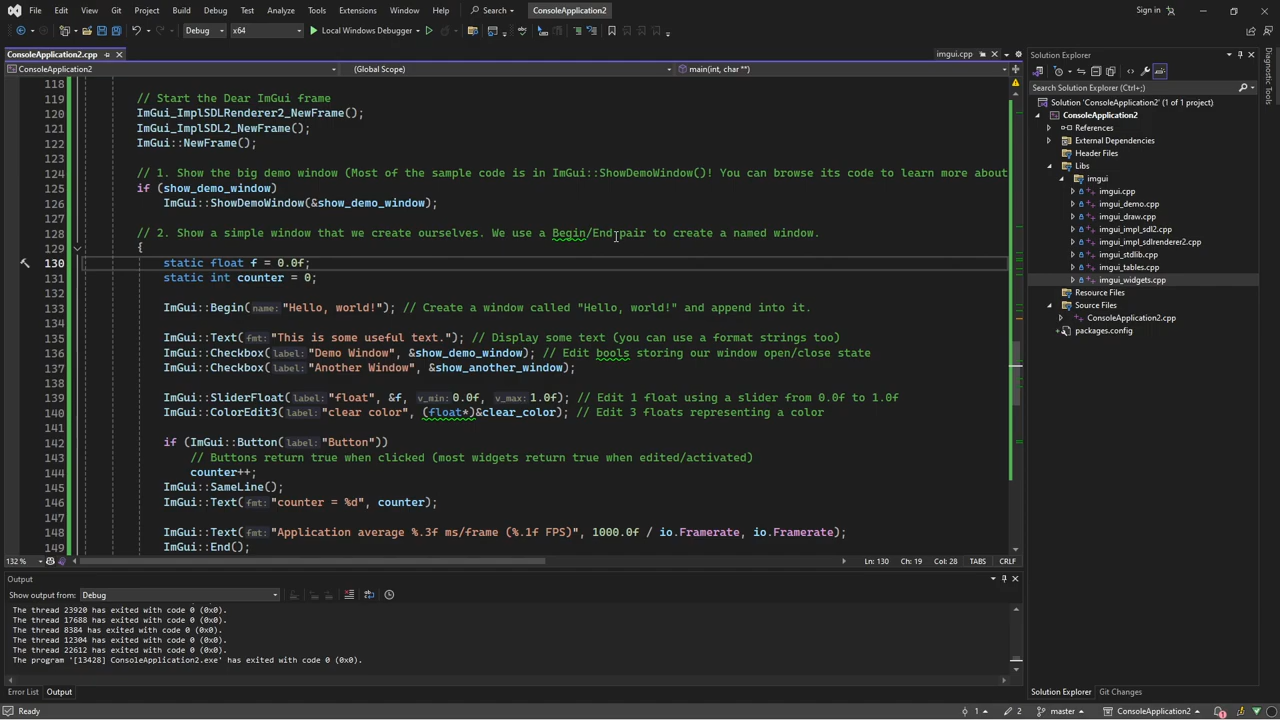 File Edit View Git Project Build Debug Test Analyze Tools Extensions Window Help Search ConsoleApplication2 Sign in
Debug x64 Local Windows Debugger
ConsoleApplication2.cpp imgui.cpp
ConsoleApplication2 (Global Scope) main(int, char **)
118
119 // Start the Dear ImGui frame
120 ImGui_ImplSDLRenderer2_NewFrame();
121 ImGui_ImplSDL2_NewFrame();
122 ImGui::NewFrame();
123
124 // 1. Show the big demo window (Most of the sample code is in ImGui::ShowDemoWindow()! You can browse its code to learn more about
125 if (show_demo_window)
126 ImGui::ShowDemoWindow(&show_demo_window);
127
128 // 2. Show a simple window that we create ourselves. We use a Begin/End pair to create a named window.
129 {
130 static float f = 0.0f;
131 static int counter = 0;
132
133 ImGui::Begin(name:"Hello, world!"); // Create a window called "Hello, world!" and append into it.
134
135 ImGui::Text(fmt:"This is some useful text."); // Display some text (you can use a format strings too)
136 ImGui::Checkbox(label:"Demo Window", &show_demo_window); // Edit bools storing our window open/close state
137 ImGui::Checkbox(label:"Another Window", &show_another_window);
138
139 ImGui::SliderFloat(label:"float", &f, v_min:0.0f, v_max:1.0f); // Edit 1 float using a slider from 0.0f to 1.0f
140 ImGui::ColorEdit3(label:"clear color", (float*)&clear_color); // Edit 3 floats representing a color
141
142 if (ImGui::Button(label:"Button"))
143 // Buttons return true when clicked (most widgets return true when edited/activated)
144 counter++;
145 ImGui::SameLine();
146 ImGui::Text(fmt:"counter = %d", counter);
147
148 ImGui::Text(fmt:"Application average %.3f ms/frame (%.1f FPS)", 1000.0f / io.Framerate, io.Framerate);
149 ImGui::End();
132 % Ln: 130 Ch: 19 Col: 28 TABS CRLF
Output
Show output from: Debug
The thread 23920 has exited with code 0 (0x0).
The thread 17688 has exited with code 0 (0x0).
The thread 8384 has exited with code 0 (0x0).
The thread 12304 has exited with code 0 (0x0).
The thread 22612 has exited with code 0 (0x0).
The program '[13428] ConsoleApplication2.exe' has exited with code 0 (0x0).
Error List Output
Solution Explorer
Search Solution Explorer (Ctrl+;)
Solution 'ConsoleApplication2' (1 of 1 project)
ConsoleApplication2
References
External Dependencies
Header Files
Libs
imgui
imgui.cpp
imgui_demo.cpp
imgui_draw.cpp
imgui_impl_sdl2.cpp
imgui_impl_sdlrenderer2.cpp
imgui_stdlib.cpp
imgui_tables.cpp
imgui_widgets.cpp
Resource Files
Source Files
ConsoleApplication2.cpp
packages.config
Solution Explorer Git Changes
Diagnostic Tools
Ready 1 2 master ConsoleApplication2 1